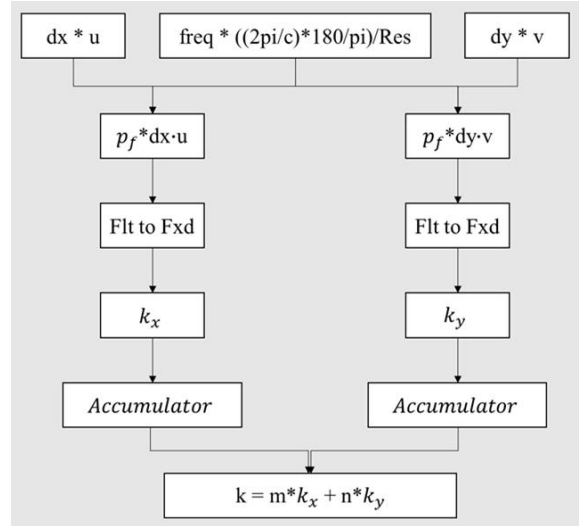 dx * u
freq * ((2pi/c)*180/pi)/Res
dy * v
p_f*dx·u
p_f*dy·v
Flt to Fxd
Flt to Fxd
k_x
k_y
Accumulator
Accumulator
k = m*k_x + n*k_y